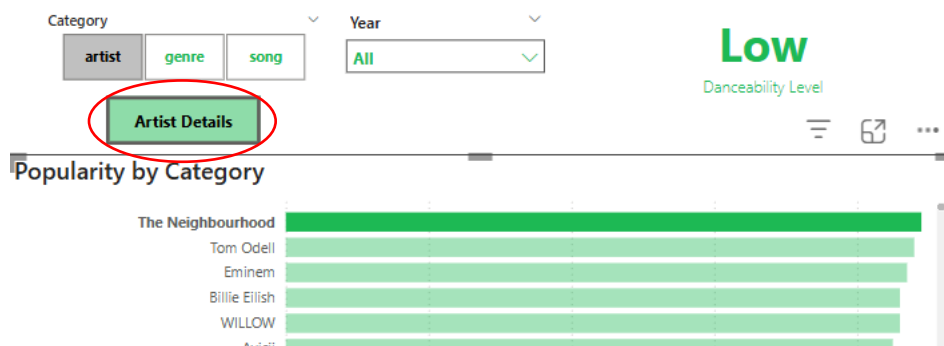 Category
artist
genre
song
Year
All
Low
Danceability Level
Artist Details
Popularity by Category
The Neighbourhood
Tom Odell
Eminem
Billie Eilish
WILLOW